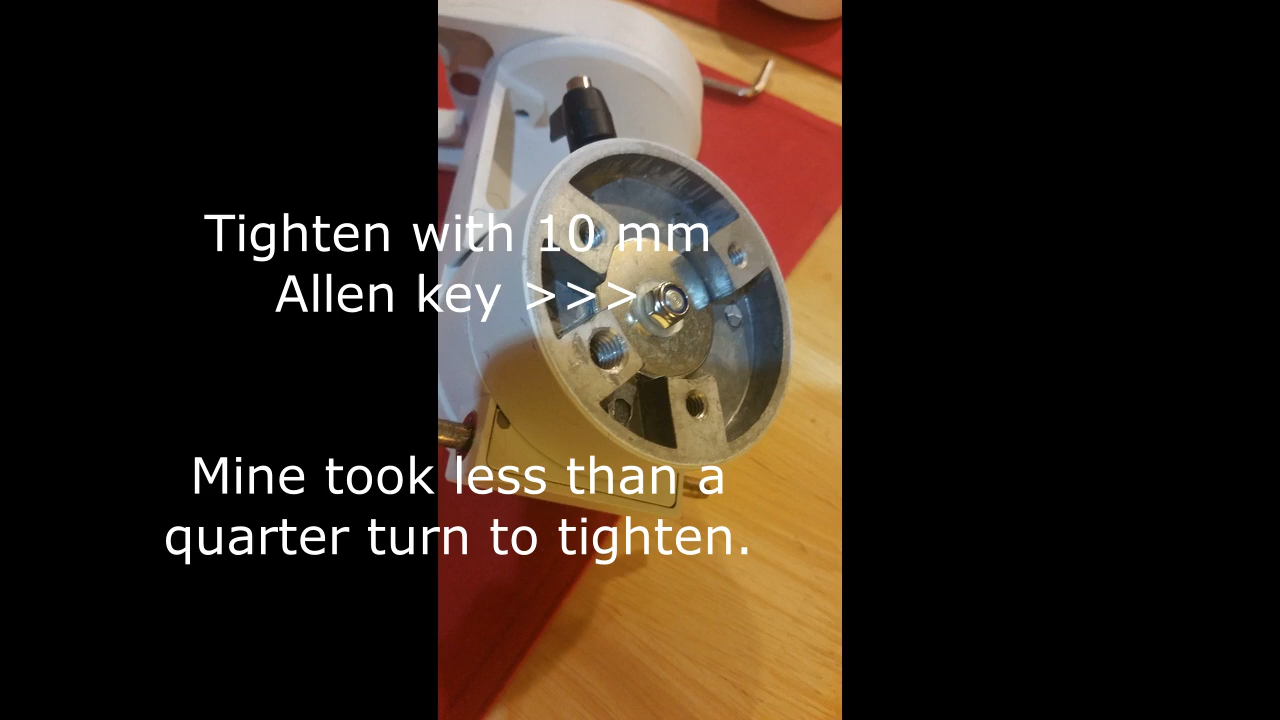 Tighten with 10 mm
Allen key >>>
Mine took less than a
quarter turn to tighten.